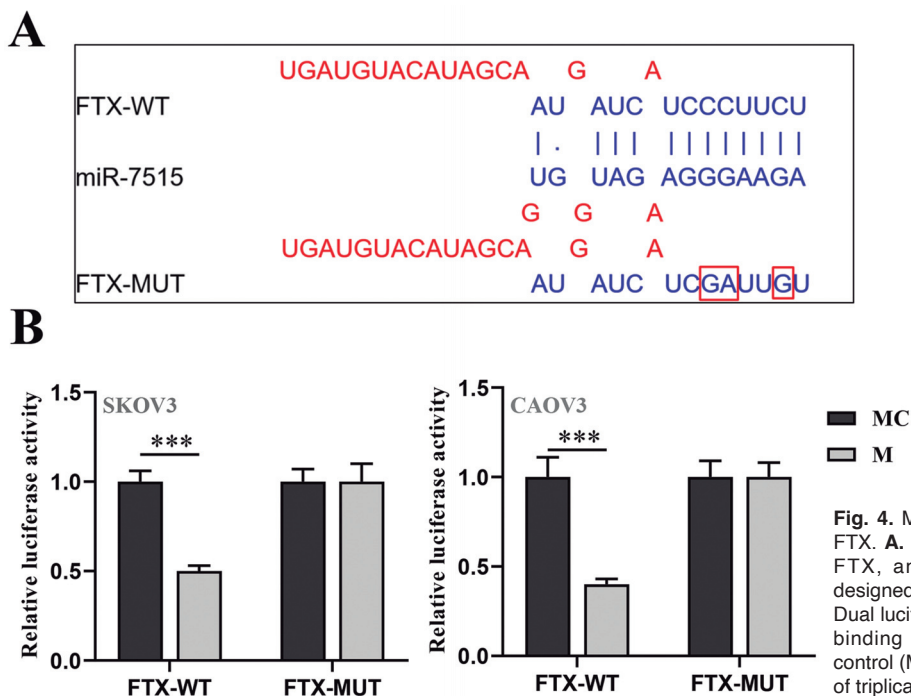 A
UGAUGUACAUAGCA G A
FTX-WT AU AUC UCCCUUCU
| . | | | | | | | | | | |
miR-7515 UG UAG AGGGAAGA
G G A
UGAUGUACAUAGCA G A
FTX-MUT AU AUC UCGAUUGU
B
Relative luciferase activity
1.5
1.0
0.5
0.0
SKOV3
***
FTX-WT FTX-MUT
Relative luciferase activity
1.5
1.0
0.5
0.0
CAOV3
***
FTX-WT FTX-MUT
MC
M
Fig. 4. M
FTX. A.
FTX, an
designed
Dual lucif
binding
control (M
of triplica